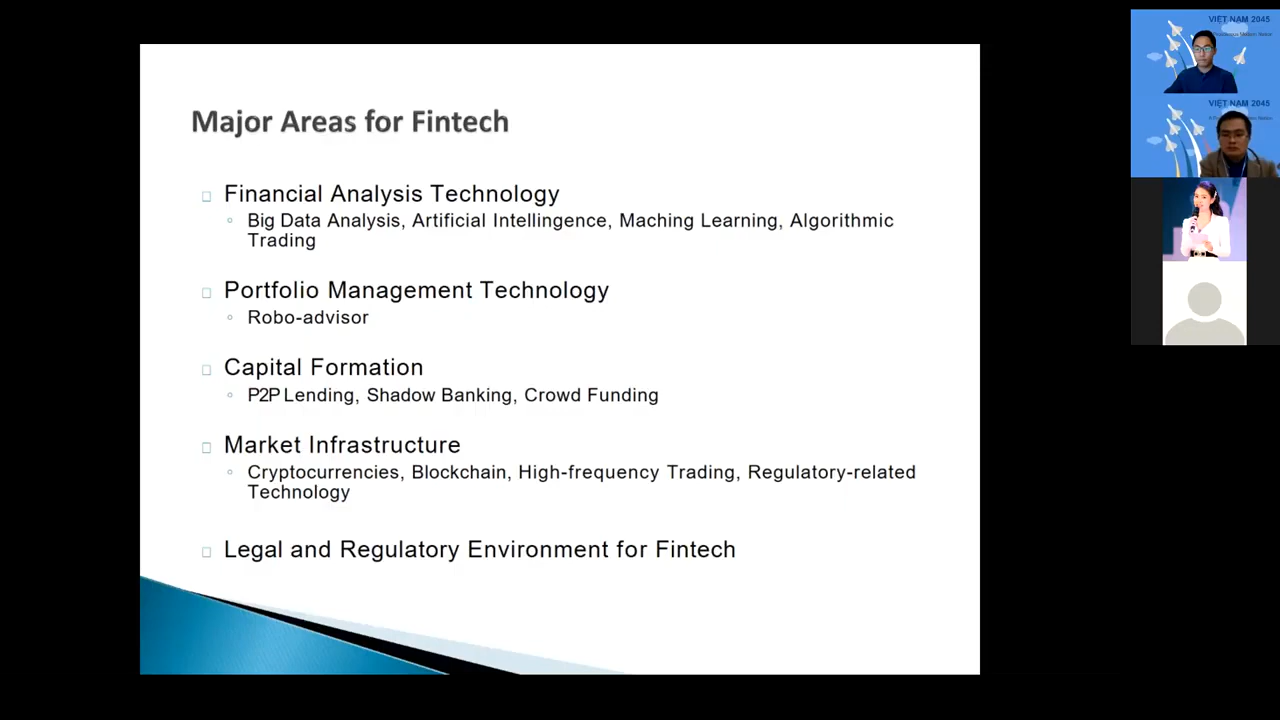 Major Areas for Fintech
Financial Analysis Technology
Big Data Analysis, Artificial Intellingence, Maching Learning, Algorithmic
Trading
Portfolio Management Technology
Robo-advisor
Capital Formation
P2P Lending, Shadow Banking, Crowd Funding
Market Infrastructure
Cryptocurrencies, Blockchain, High-frequency Trading, Regulatory-related
Technology
Legal and Regulatory Environment for Fintech
VIỆT NAM 2045
VIỆT NAM 2045